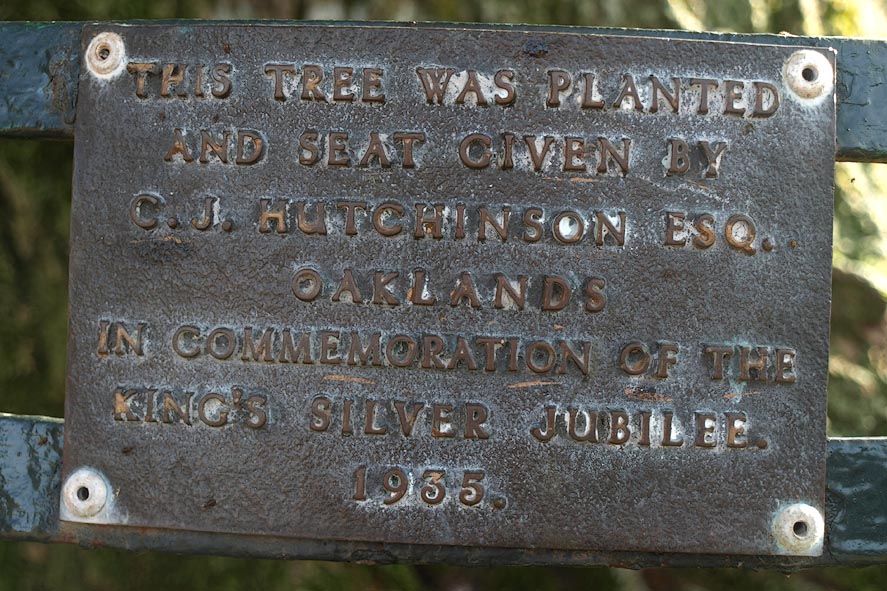 THIS TREE WAS PLANTED
AND SEAT GIVEN BY
C. J. HUTCHINSON ESQ.,
OAKLANDS
IN COMMEMORATION OF THE
KING'S SILVER JUBILEE.
1935.